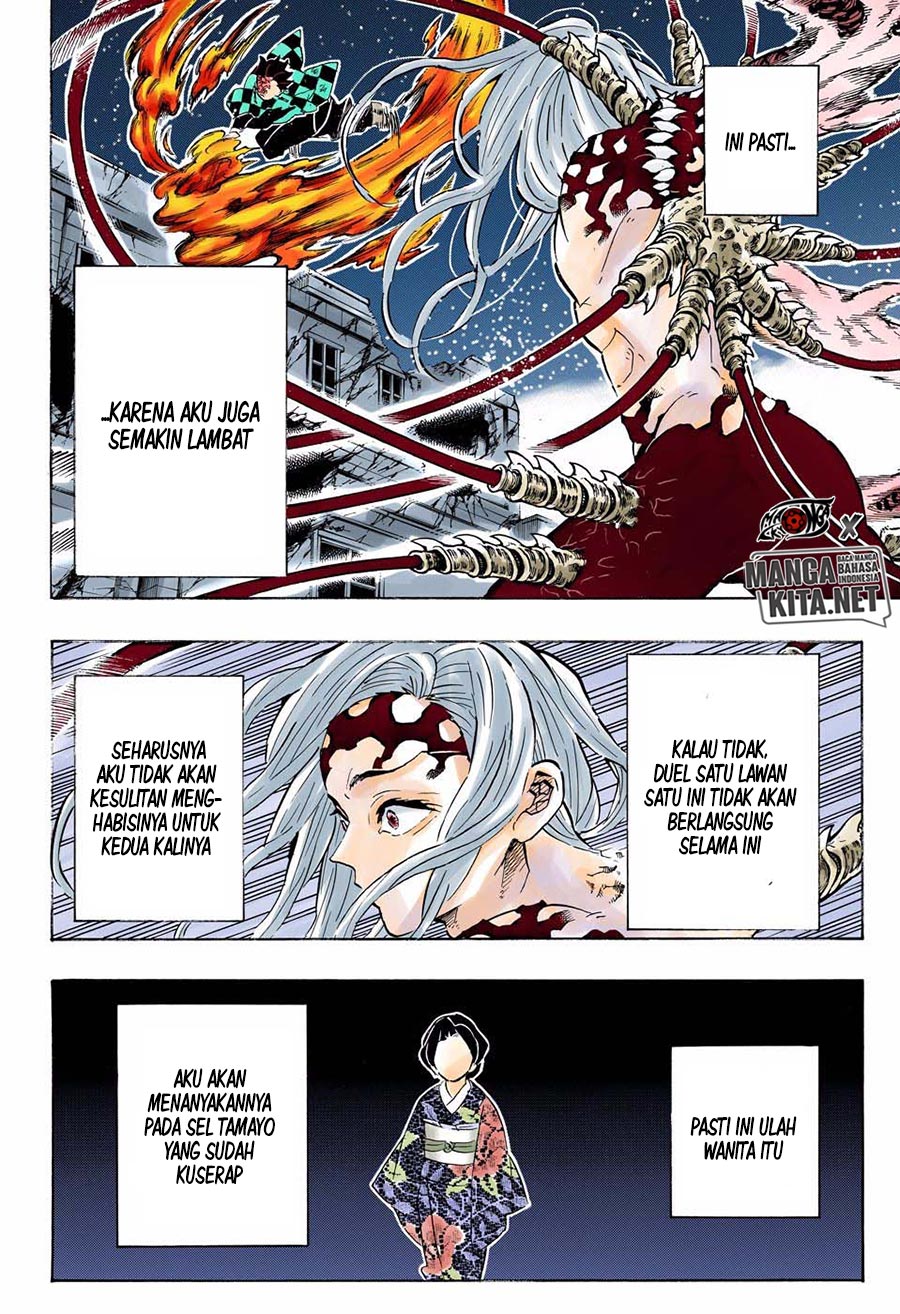 INI PASTI...
...KARENA AKU JUGA
SEMAKIN LAMBAT
MANGA
KITA.NET
BACA MANGA
BAHASA
INDONESIA
X
KALAU TIDAK,
DUEL SATU LAWAN
SATU INI TIDAK AKAN
BERLANGSUNG
SELAMA INI
SEHARUSNYA
AKU TIDAK AKAN
KESULITAN MENG-
HABISINYA UNTUK
KEDUA KALINYA
PASTI INI ULAH
WANITA ITU
AKU AKAN
MENANYAKANNYA
PADA SEL TAMAYO
YANG SUDAH
KUSERAP